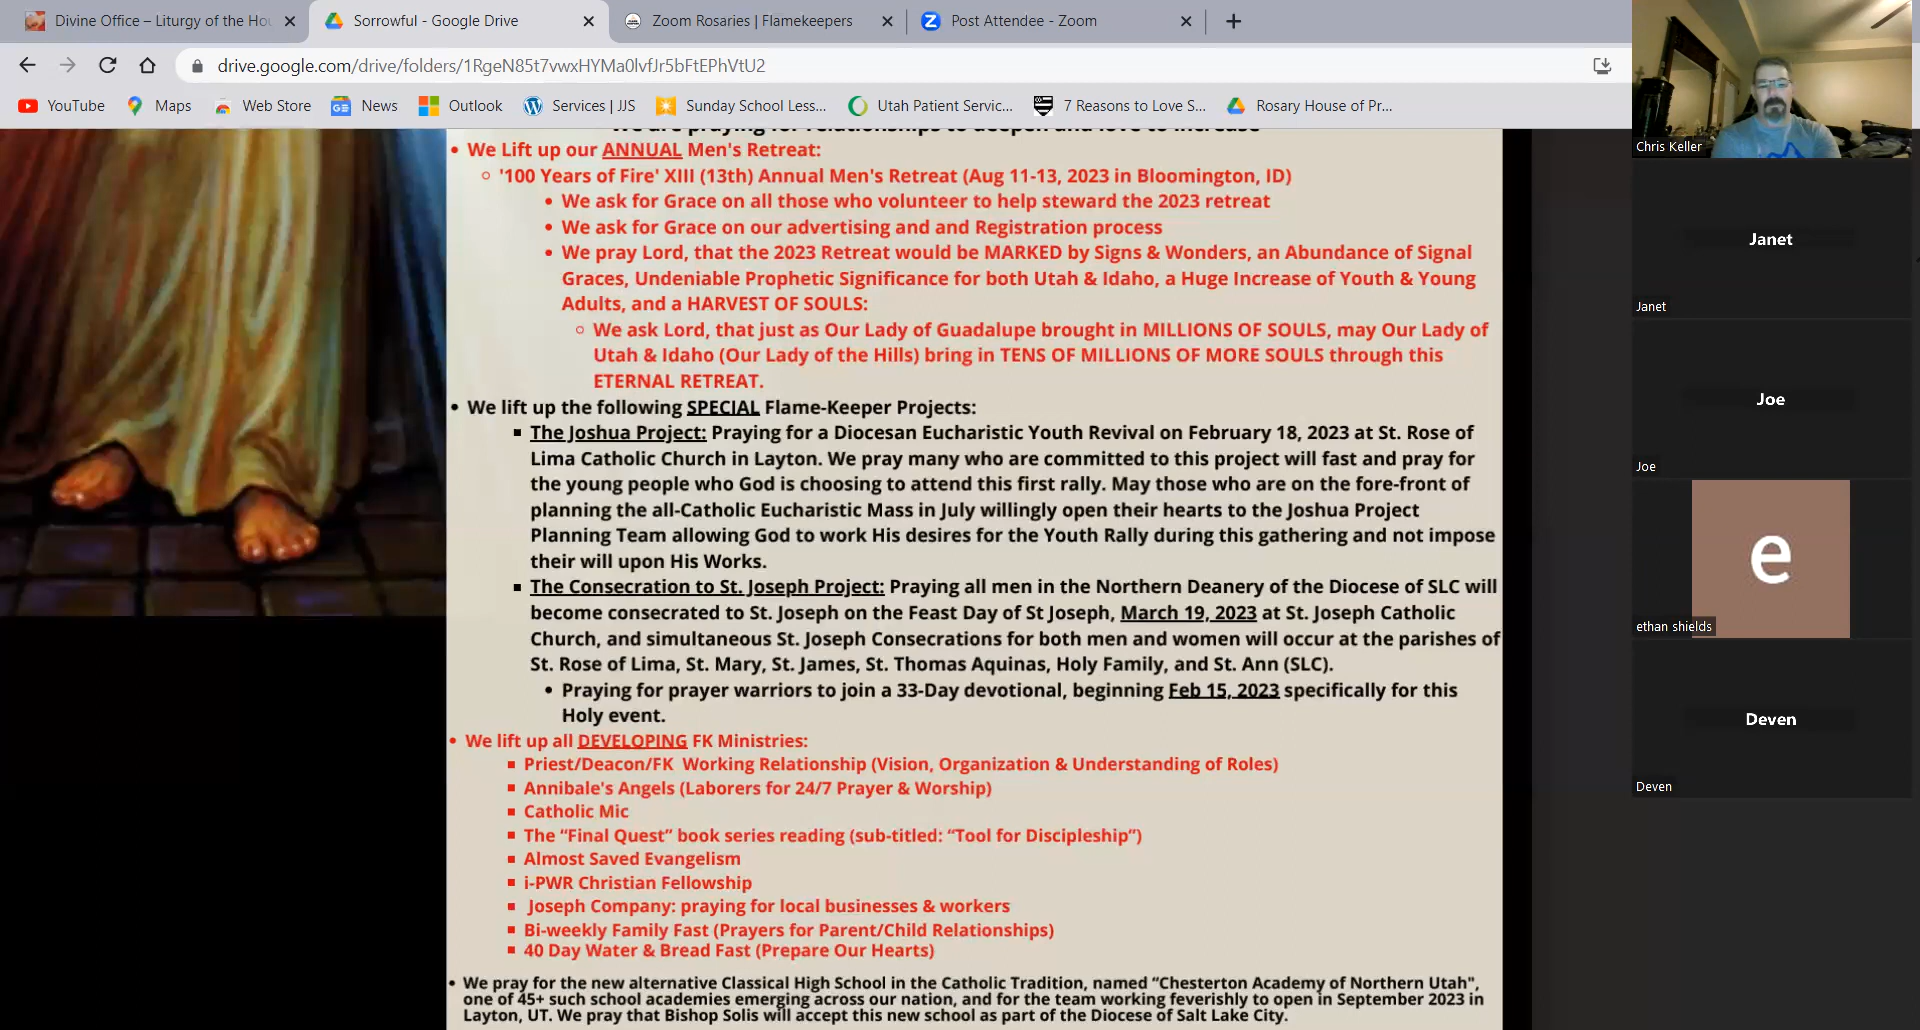 Divine Office – Liturgy of the Hou
Sorrowful - Google Drive
Zoom Rosaries | Flamekeepers
Post Attendee - Zoom
drive.google.com/drive/folders/1RgeN85t7vwxHYMa0lvfJr5bFtEPhVtU2
YouTube
Maps
Web Store
News
Outlook
Services | JJS
Sunday School Less...
Utah Patient Servic...
7 Reasons to Love S...
Rosary House of Pr...
We are praying for relationships to deepen and love to increase
• We Lift up our ANNUAL Men's Retreat:
○ '100 Years of Fire' XIII (13th) Annual Men's Retreat (Aug 11-13, 2023 in Bloomington, ID)
• We ask for Grace on all those who volunteer to help steward the 2023 retreat
• We ask for Grace on our advertising and and Registration process
• We pray Lord, that the 2023 Retreat would be MARKED by Signs & Wonders, an Abundance of Signal
Graces, Undeniable Prophetic Significance for both Utah & Idaho, a Huge Increase of Youth & Young
Adults, and a HARVEST OF SOULS:
○ We ask Lord, that just as Our Lady of Guadalupe brought in MILLIONS OF SOULS, may Our Lady of
Utah & Idaho (Our Lady of the Hills) bring in TENS OF MILLIONS OF MORE SOULS through this
ETERNAL RETREAT.
• We lift up the following SPECIAL Flame-Keeper Projects:
▪ The Joshua Project: Praying for a Diocesan Eucharistic Youth Revival on February 18, 2023 at St. Rose of
Lima Catholic Church in Layton. We pray many who are committed to this project will fast and pray for
the young people who God is choosing to attend this first rally. May those who are on the fore-front of
planning the all-Catholic Eucharistic Mass in July willingly open their hearts to the Joshua Project
Planning Team allowing God to work His desires for the Youth Rally during this gathering and not impose
their will upon His Works.
▪ The Consecration to St. Joseph Project: Praying all men in the Northern Deanery of the Diocese of SLC will
become consecrated to St. Joseph on the Feast Day of St Joseph, March 19, 2023 at St. Joseph Catholic
Church, and simultaneous St. Joseph Consecrations for both men and women will occur at the parishes of
St. Rose of Lima, St. Mary, St. James, St. Thomas Aquinas, Holy Family, and St. Ann (SLC).
• Praying for prayer warriors to join a 33-Day devotional, beginning Feb 15, 2023 specifically for this
Holy event.
• We lift up all DEVELOPING FK Ministries:
▪ Priest/Deacon/FK Working Relationship (Vision, Organization & Understanding of Roles)
▪ Annibale's Angels (Laborers for 24/7 Prayer & Worship)
▪ Catholic Mic
▪ The “Final Quest” book series reading (sub-titled: “Tool for Discipleship”)
▪ Almost Saved Evangelism
▪ i-PWR Christian Fellowship
▪ Joseph Company: praying for local businesses & workers
▪ Bi-weekly Family Fast (Prayers for Parent/Child Relationships)
▪ 40 Day Water & Bread Fast (Prepare Our Hearts)
• We pray for the new alternative Classical High School in the Catholic Tradition, named “Chesterton Academy of Northern Utah",
one of 45+ such school academies emerging across our nation, and for the team working feverishly to open in September 2023 in
Layton, UT. We pray that Bishop Solis will accept this new school as part of the Diocese of Salt Lake City.
Chris Keller
Janet
Janet
Joe
Joe
e
ethan shields
Deven
Deven